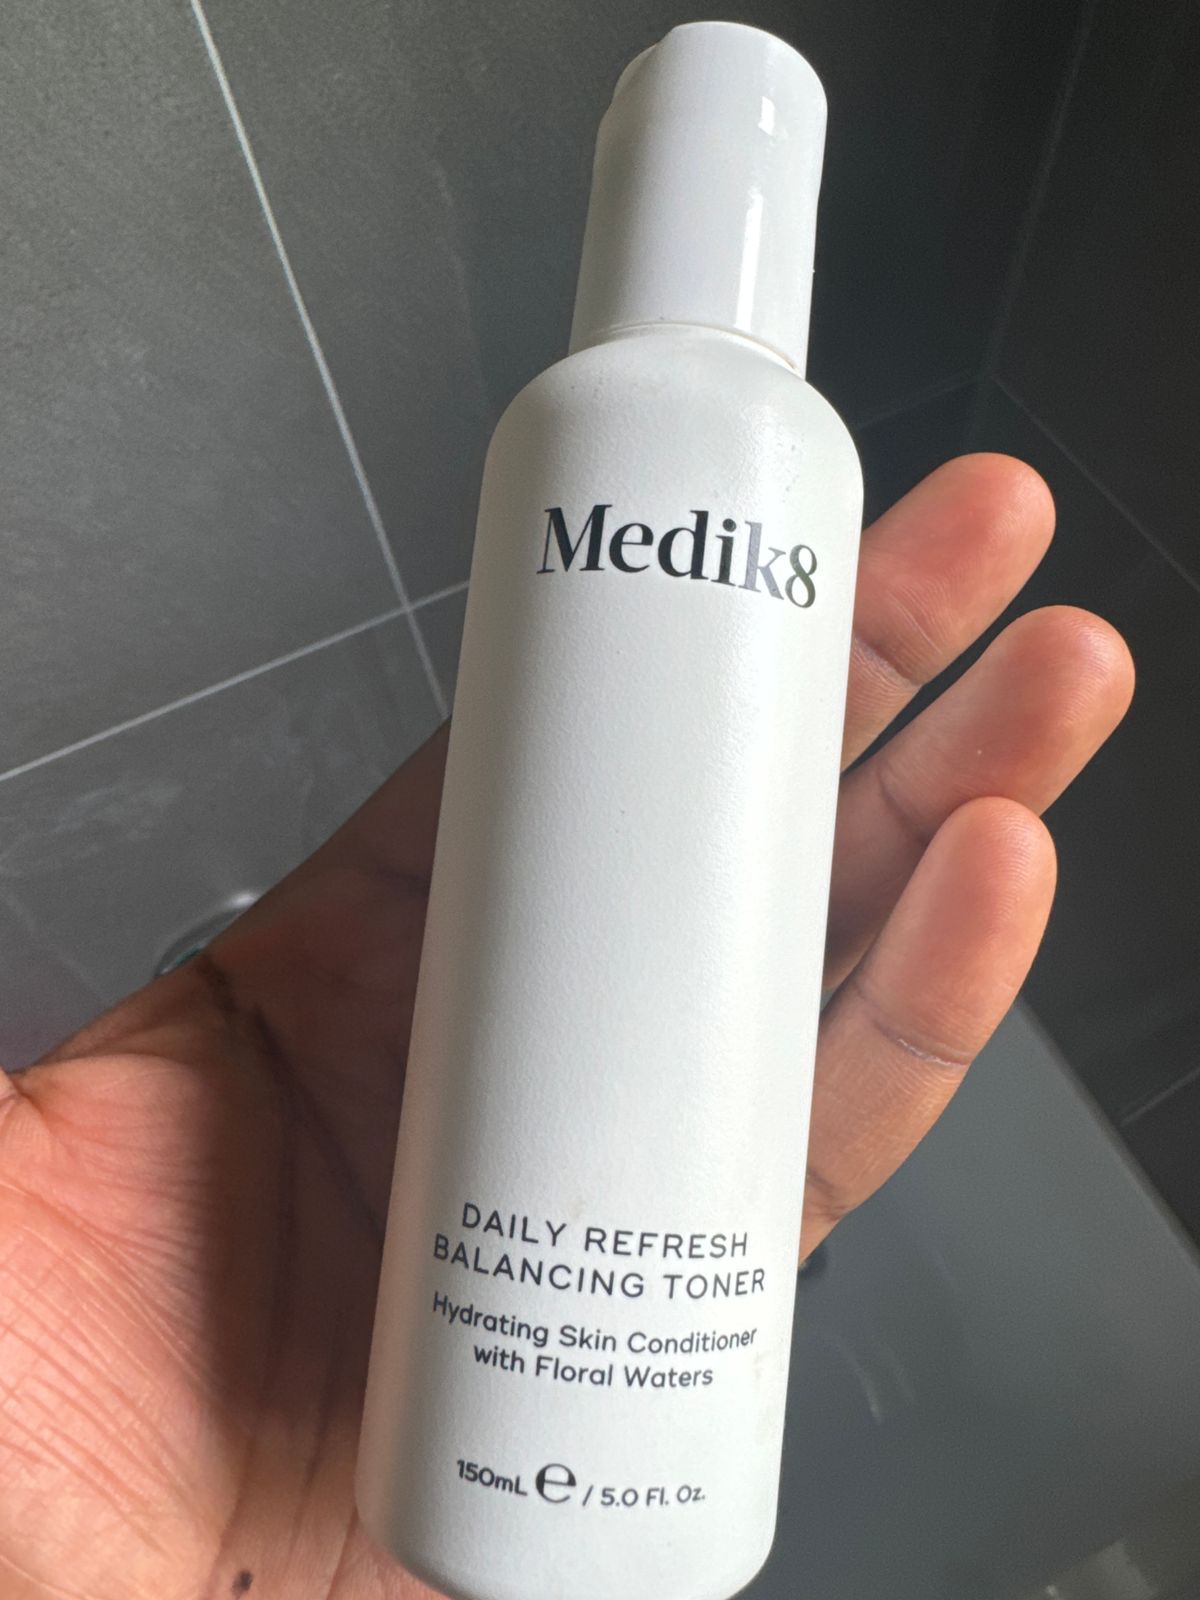 Medik8
DAILY REFRESH
BALANCING TONER
Hydrating Skin Conditioner
with Floral Waters
150mL ℮ / 5.0 Fl. Oz.